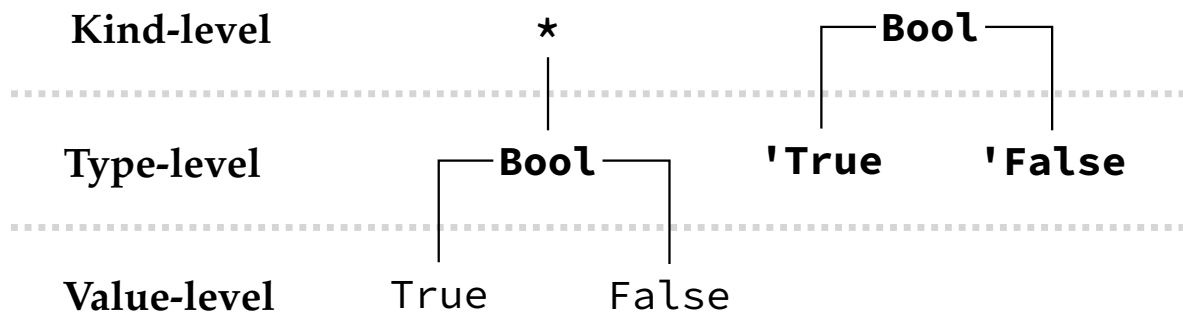 Kind-level * Bool
Type-level Bool 'True 'False
Value-level True False